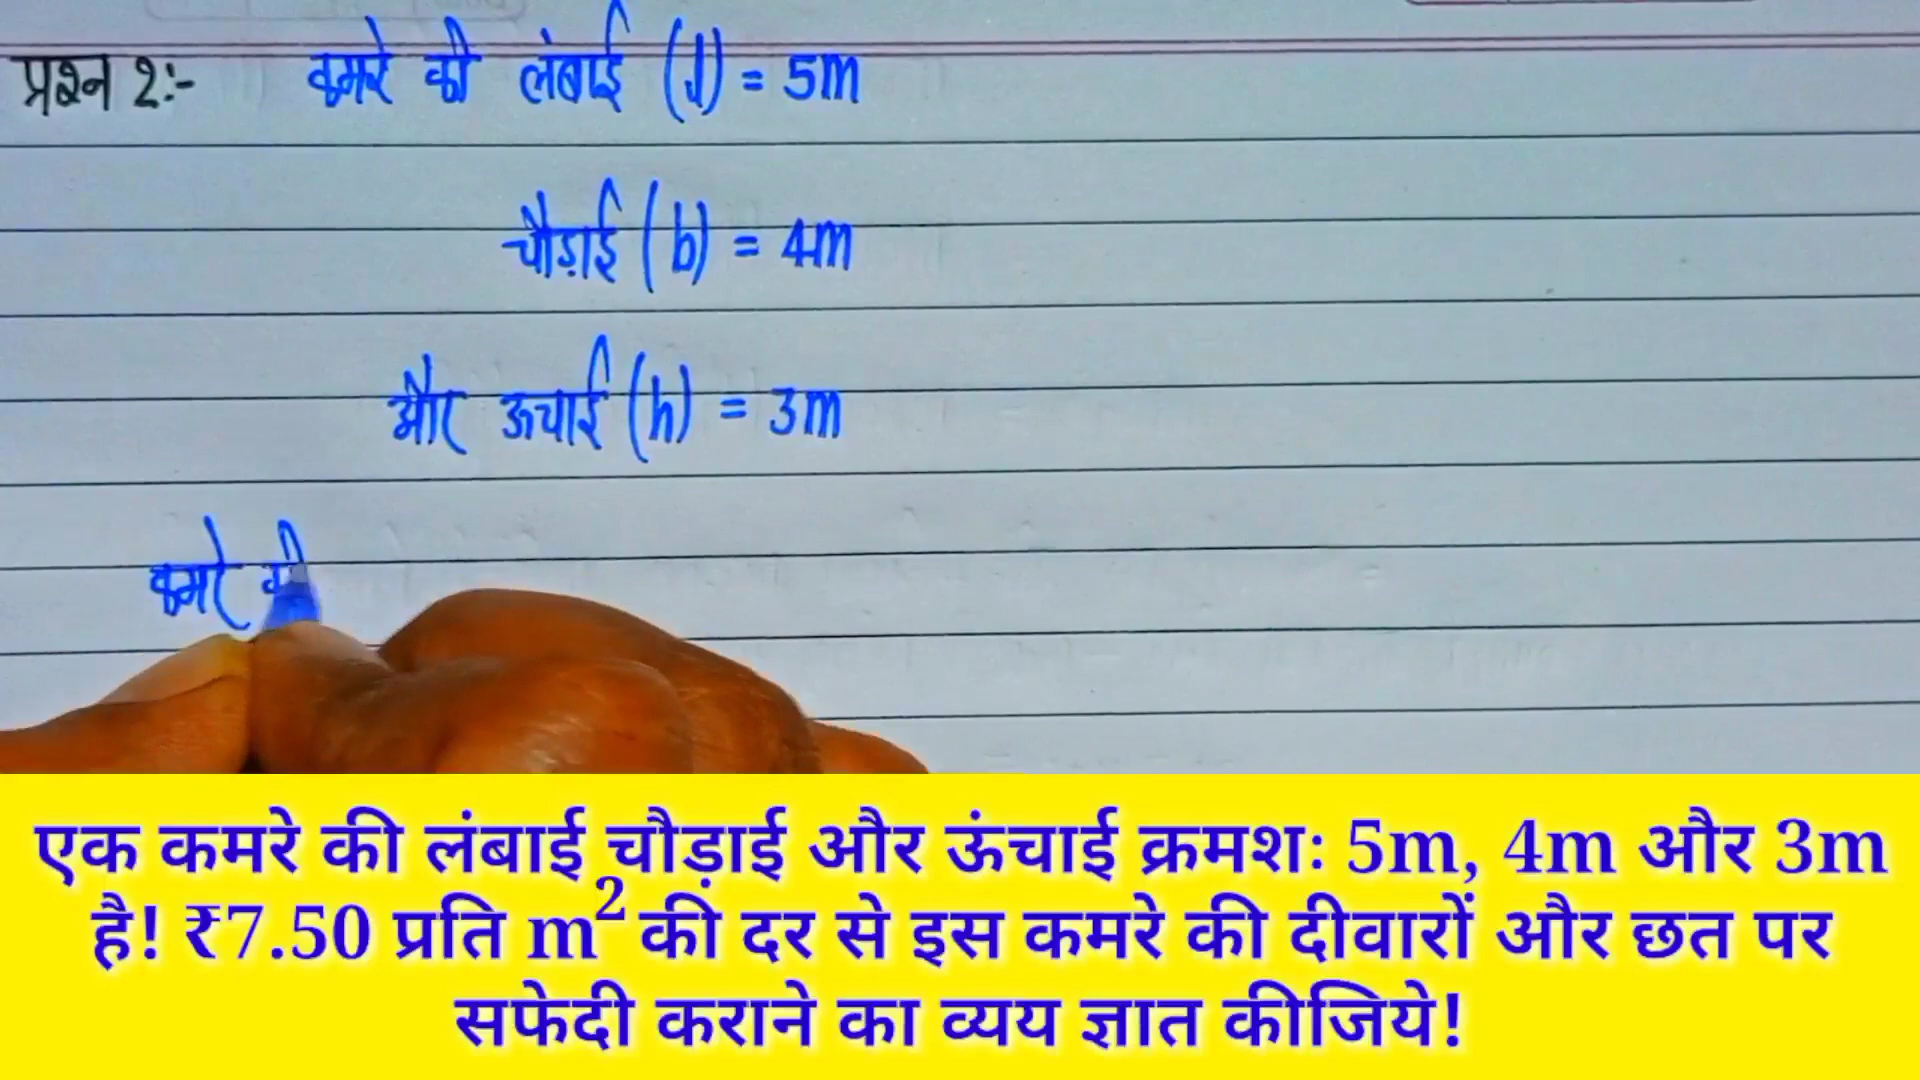 प्रश्न 2:- कमरे की लंबाई (l) = 5m
चौड़ाई (b) = 4m
और ऊचाई (h) = 3m
कमरे की
एक कमरे की लंबाई चौड़ाई और ऊंचाई क्रमशः 5m, 4m और 3m
है! ₹7.50 प्रति m² की दर से इस कमरे की दीवारों और छत पर
सफेदी कराने का व्यय ज्ञात कीजिये!